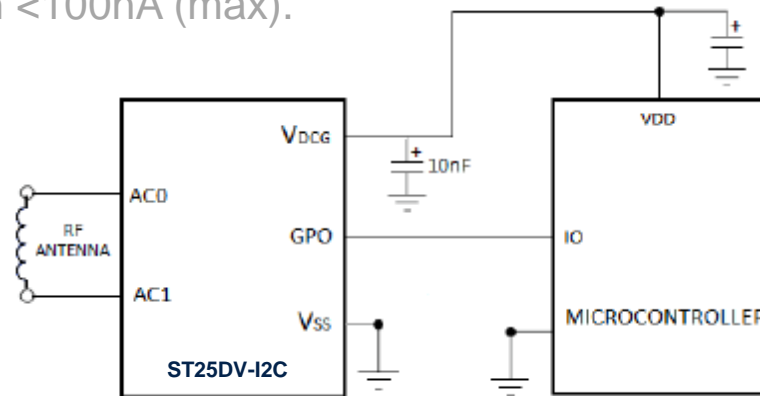 <100nA (max).
VDD
VDCG
10nF
AC0
RF
ANTENNA
GPO
IO
AC1
MICROCONTROLLER
VSS
ST25DV-I2C